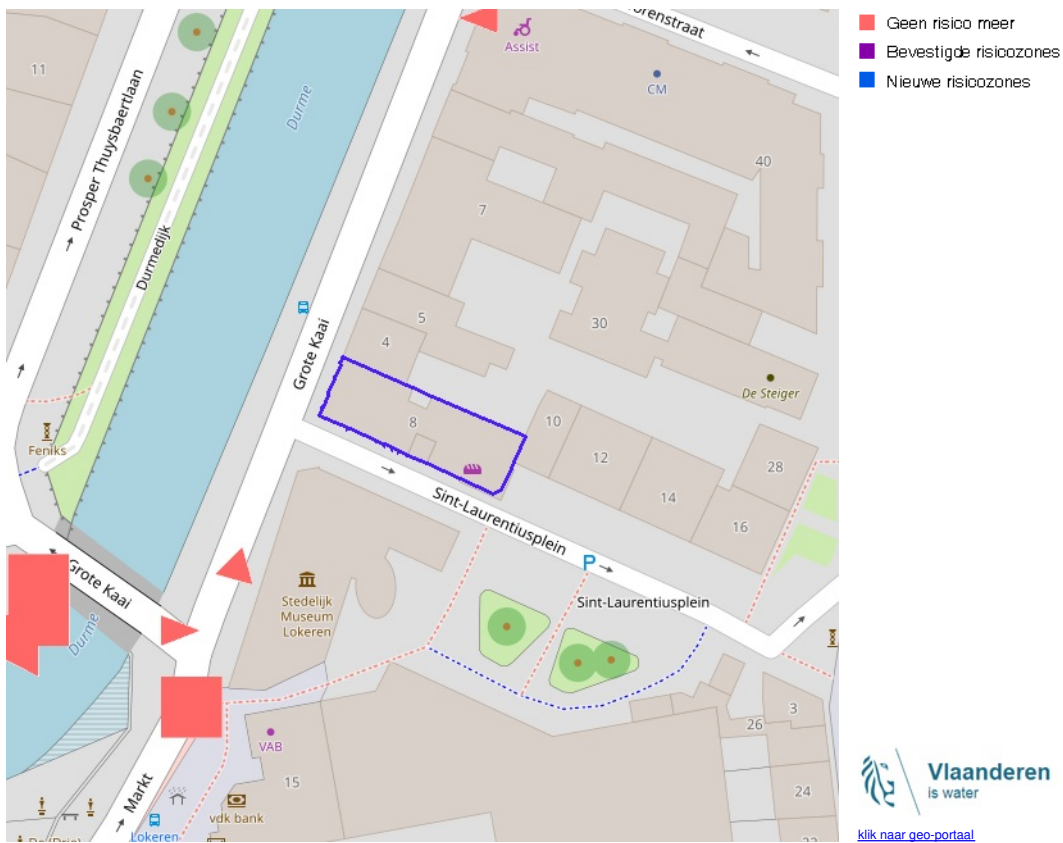 Geen risico meer
Bevestigde risicozones
Nieuwe risicozones
orenstraat
Assist
CM
11
40
Prosper Thuysbaertlaan
Durme
Durmedijk
7
5
4
30
Grote Kaai
De Steiger
8
10
12
14
16
28
Feniks
Sint-Laurentiusplein
P
Grote Kaai
Durme
Stedelijk
Museum
Lokeren
Sint-Laurentiusplein
3
26
VAB
15
24
Markt
vdk bank
Lokeren
Vlaanderen
is water
klik naar geo-portaal